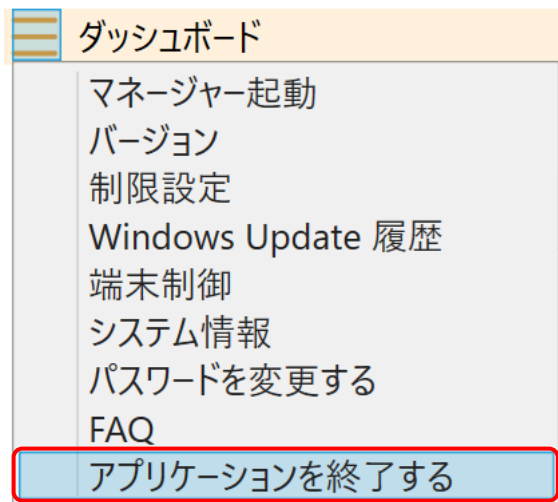 ダッシュボード
マネージャー起動
バージョン
制限設定
Windows Update 履歴
端末制御
システム情報
パスワードを変更する
FAQ
アプリケーションを終了する